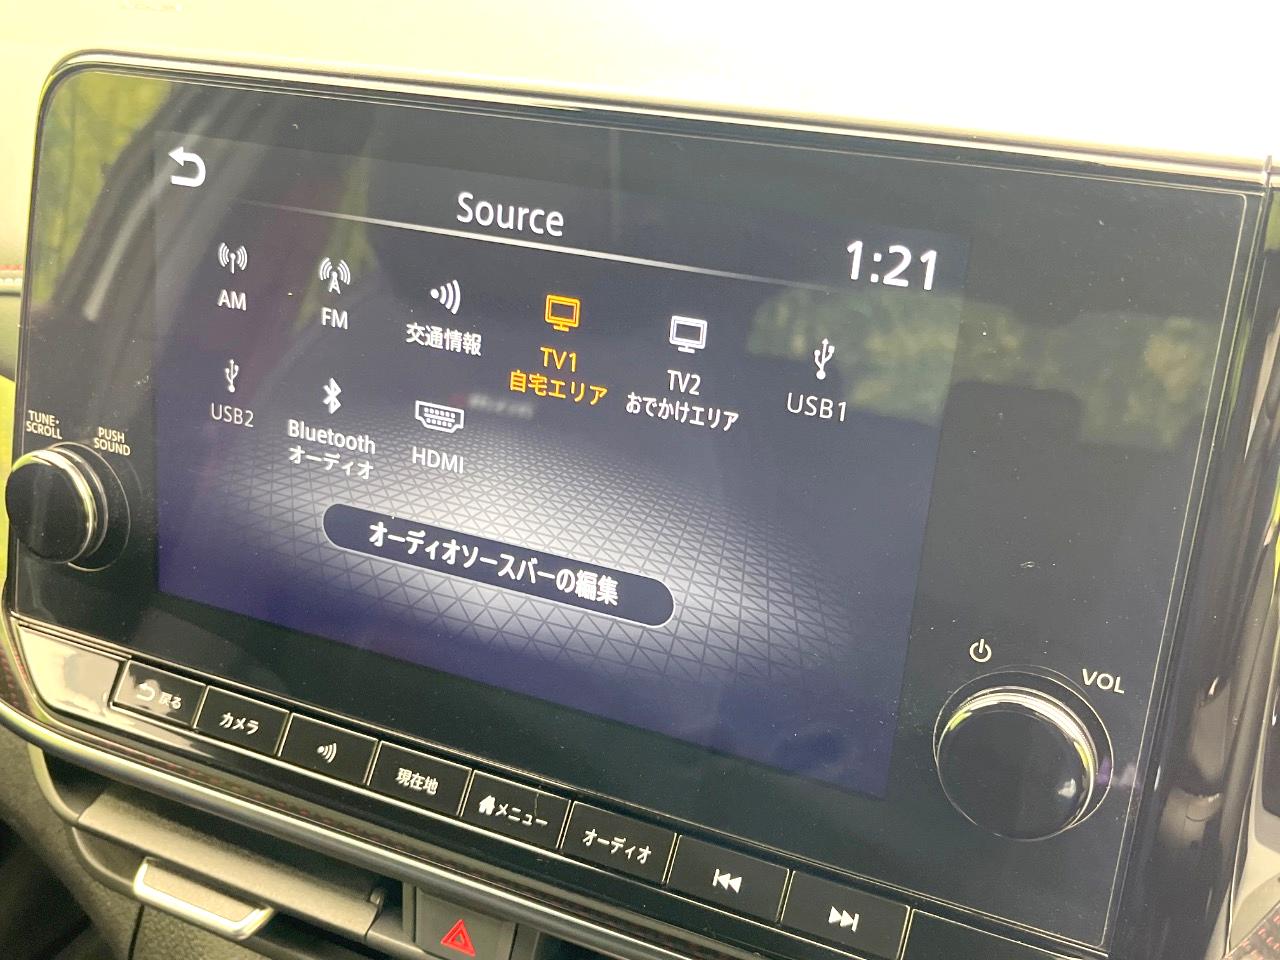 Source
1:21
AM
FM
交通情報
TV1
自宅エリア
TV2
おでかけエリア
USB1
USB2
Bluetooth
オーディオ
HDMI
オーディオソースバーの編集
TUNE・
SCROLL
PUSH
SOUND
VOL
戻る
カメラ
現在地
メニュー
オーディオ